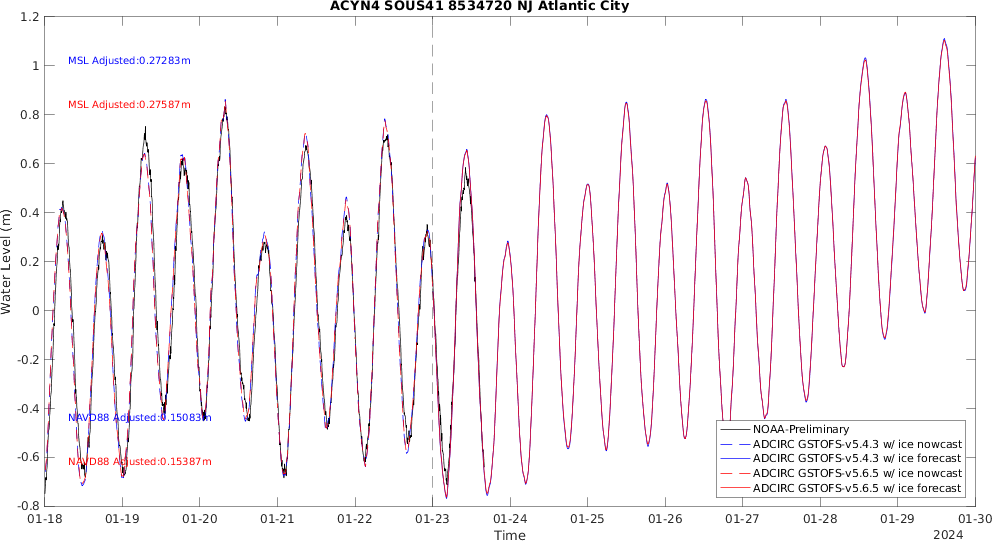 ACYN4 SOUS41 8534720 NJ Atlantic City
1.2
1
0.8
0.6
0.4
0.2
0
-0.2
-0.4
-0.6
-0.8
Water Level (m)
MSL Adjusted:0.27283m
MSL Adjusted:0.27587m
NAVD88 Adjusted:0.15083m
NAVD88 Adjusted:0.15387m
NOAA-Preliminary
ADCIRC GSTOFS-v5.4.3 w/ ice nowcast
ADCIRC GSTOFS-v5.4.3 w/ ice forecast
ADCIRC GSTOFS-v5.6.5 w/ ice nowcast
ADCIRC GSTOFS-v5.6.5 w/ ice forecast
01-18 01-19 01-20 01-21 01-22 01-23 01-24 01-25 01-26 01-27 01-28 01-29 01-30
Time
2024